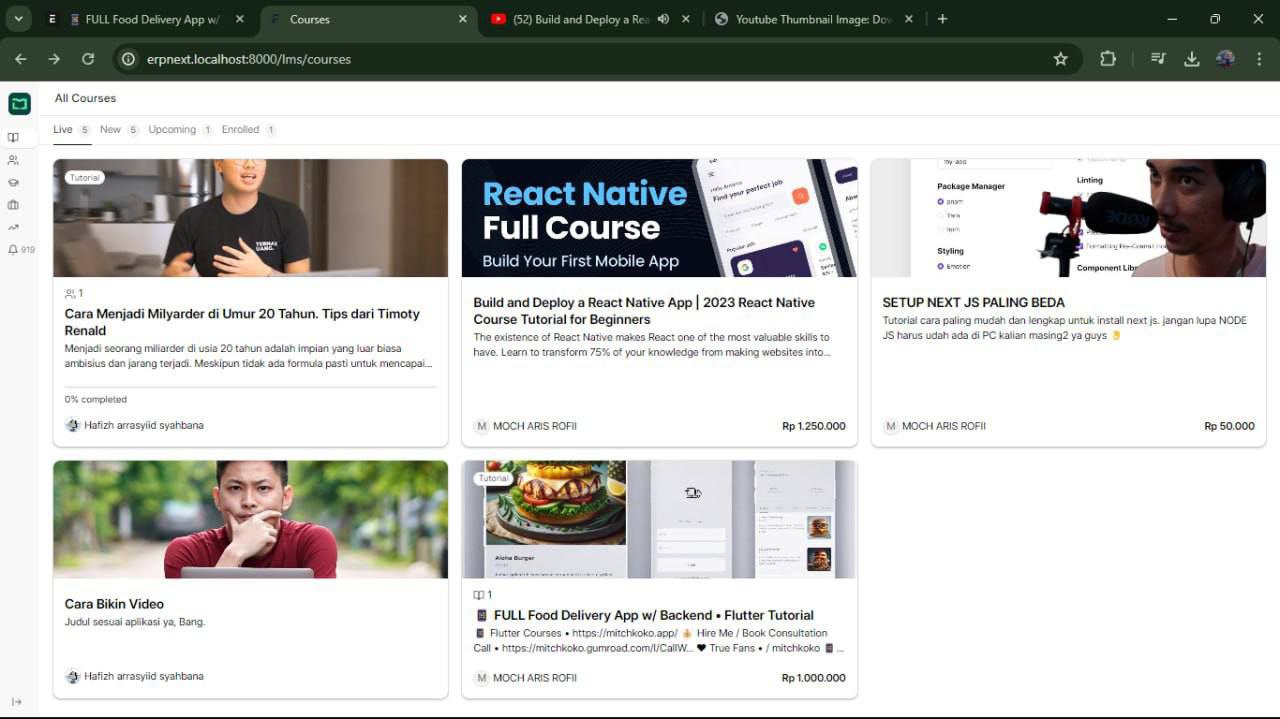 FULL Food Delivery App w/
Courses
(52) Build and Deploy a Rea
Youtube Thumbnail Image: Dow
erpnext.localhost:8000/lms/courses
All Courses
Live 5 New 5 Upcoming 1 Enrolled 1
919
Tutorial
TERNAK
UANG.
1
Cara Menjadi Milyarder di Umur 20 Tahun. Tips dari Timoty
Renald
Menjadi seorang miliarder di usia 20 tahun adalah impian yang luar biasa
ambisius dan jarang terjadi. Meskipun tidak ada formula pasti untuk mencapai...
0% completed
Hafizh arrasyiid syahbana
React Native
Full Course
Build Your First Mobile App
Find your perfect job
Build and Deploy a React Native App | 2023 React Native
Course Tutorial for Beginners
The existence of React Native makes React one of the most valuable skills to
have. Learn to transform 75% of your knowledge from making websites into...
M MOCH ARIS ROFII Rp 1.250.000
my-app
Package Manager
pnpm
Yarn
npm
Styling
Emotion
Linting
Component Libr
RODE
SETUP NEXT JS PALING BEDA
Tutorial cara paling mudah dan lengkap untuk install next js. jangan lupa NODE
JS harus udah ada di PC kalian masing2 ya guys 👌
M MOCH ARIS ROFII Rp 50.000
Cara Bikin Video
Judul sesuai aplikasi ya, Bang.
Hafizh arrasyiid syahbana
Tutorial
Aloha Burger
1
📱 FULL Food Delivery App w/ Backend • Flutter Tutorial
📱 Flutter Courses • https://mitchkoko.app/ 💰 Hire Me / Book Consultation
Call • https://mitchkoko.gumroad.com/l/CallW... ❤ True Fans • / mitchkoko 📱 ...
M MOCH ARIS ROFII Rp 1.000.000